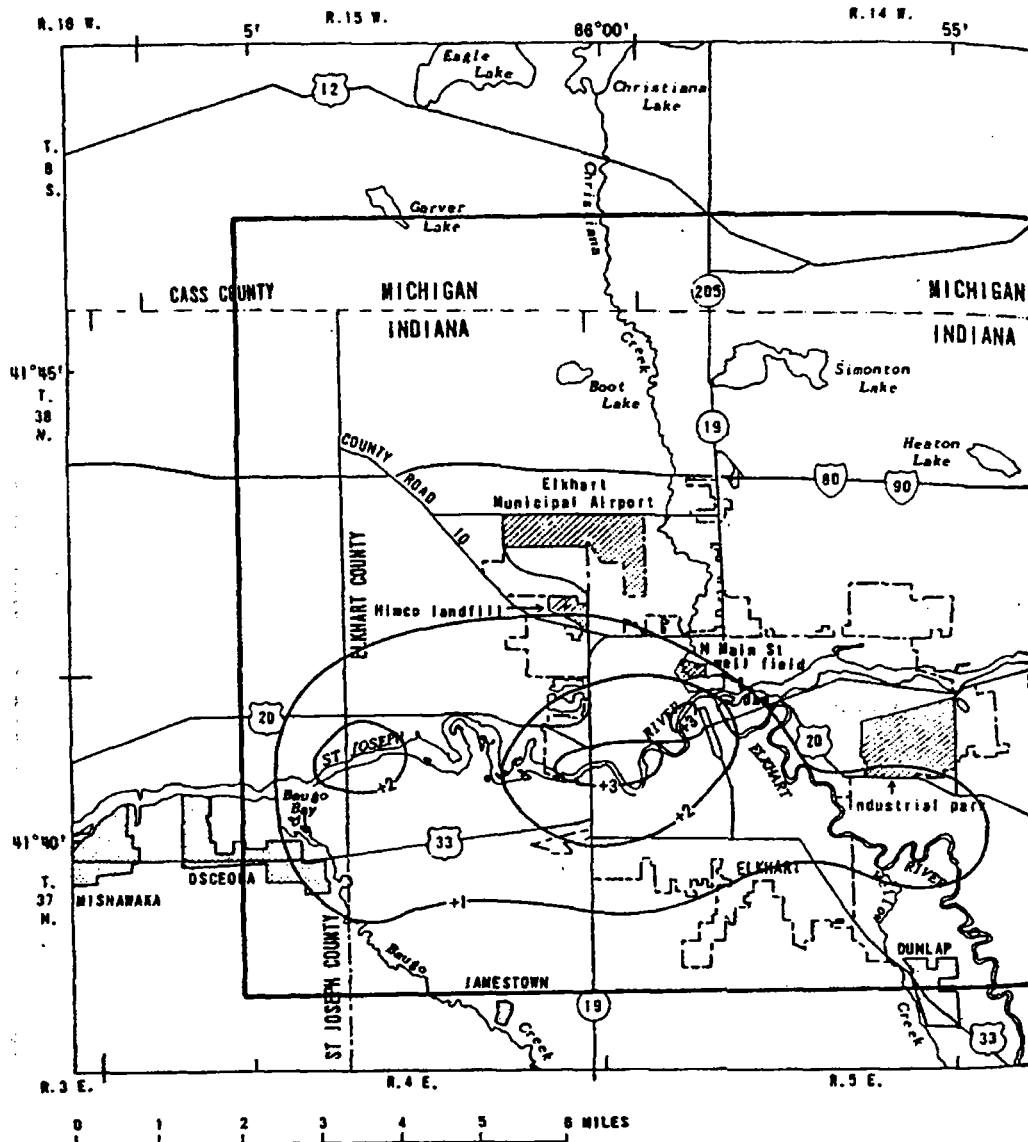 R.16 W.
R.15 W.
R.14 W.
5'
86°00'
55'
Eagle
Lake
Christiana
Lake
12
T.
8
S.
Christiana
Garver
Lake
205
CASS COUNTY
MICHIGAN
MICHIGAN
INDIANA
INDIANA
Creek
41°45'
T.
38
N.
Boot
Lake
Simonton
Lake
19
COUNTY
ROAD
10
Heaton
Lake
80
90
Elkhart
Municipal Airport
ELKHART COUNTY
Himco landfill
N Main St
well field
20
ST JOSEPH
RIVER
+3
ELKHART
20
+2
+3
+2
Baugo
Bay
Industrial park
41°40'
33
ELKHART
RIVER
OSCEOLA
MISHAWAKA
T.
37
N.
+1
ST JOSEPH COUNTY
Baugo
DUNLAP
JAMESTOWN
19
Creek
Creek
33
R.3 E.
R.4 E.
R.5 E.
0 1 2 3 4 5 6 MILES